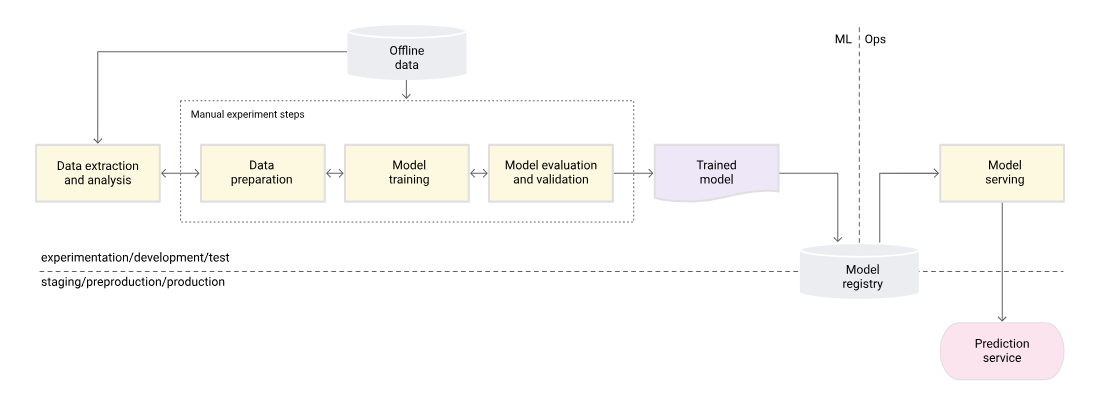 Offline
data
ML
Ops
Manual experiment steps
Data extraction
and analysis
Data
preparation
Model
training
Model evaluation
and validation
Trained
model
Model
serving
experimentation/development/test
staging/preproduction/production
Model
registry
Prediction
service